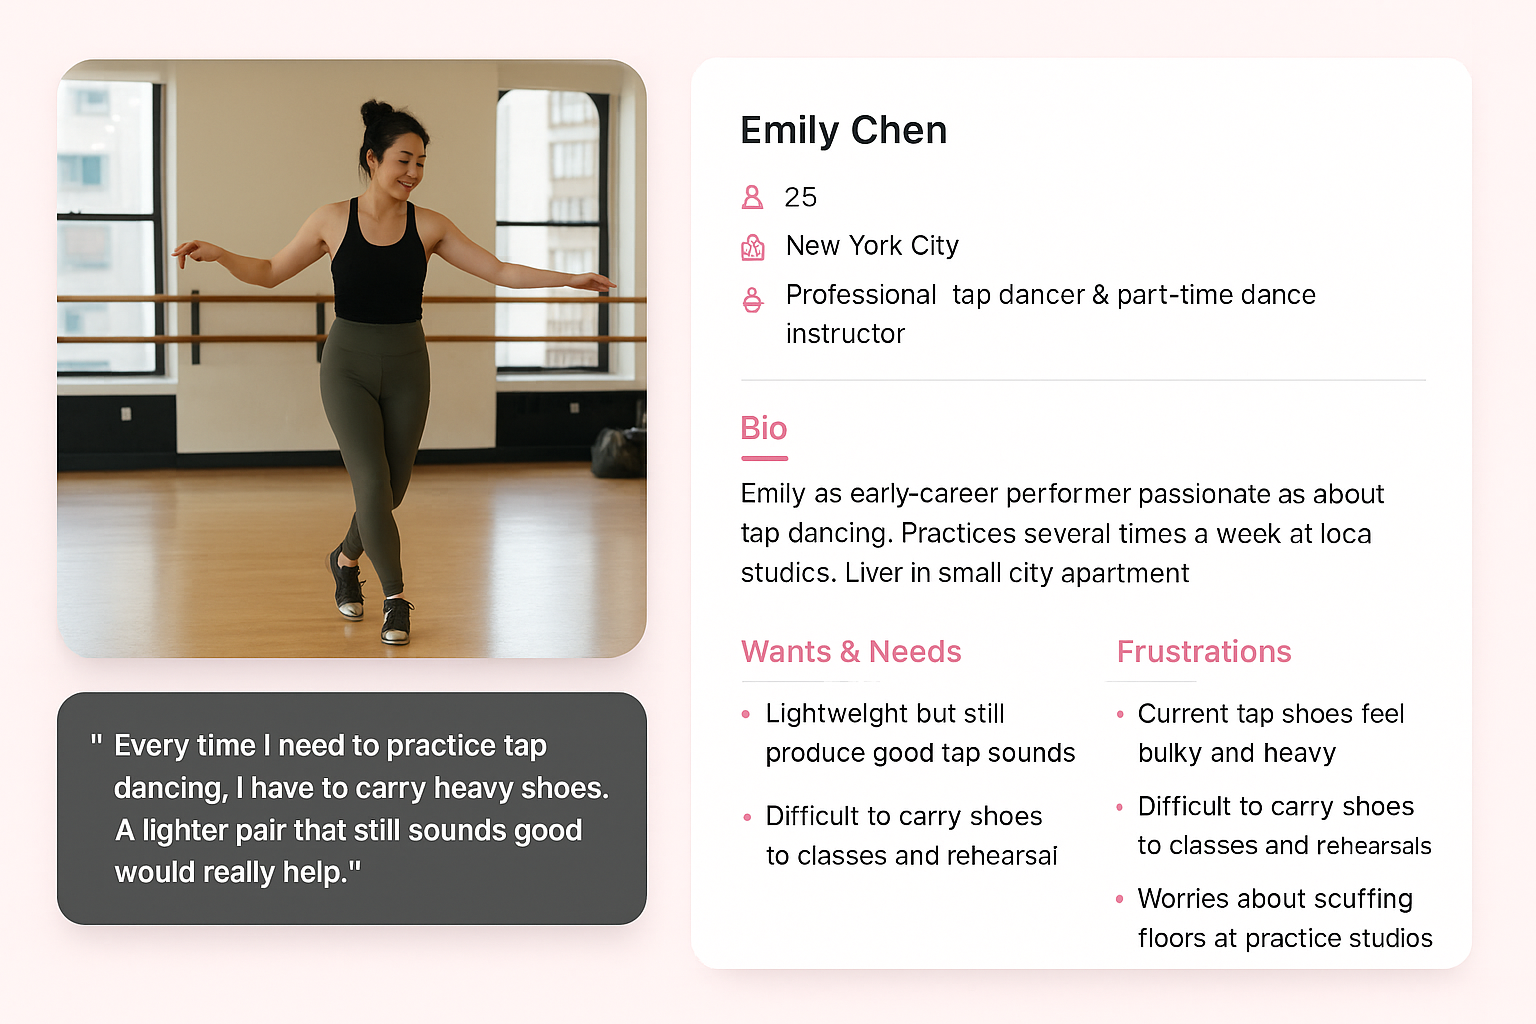 " Every time I need to practice tap
dancing, I have to carry heavy shoes.
A lighter pair that still sounds good
would really help."
Emily Chen
25
New York City
Professional tap dancer & part-time dance
instructor
Bio
Emily as early-career performer passionate as about
tap dancing. Practices several times a week at loca
studics. Liver in small city apartment
Wants & Needs
• Lightwelght but still
produce good tap sounds
• Difficult to carry shoes
to classes and rehearsai
Frustrations
• Current tap shoes feel
bulky and heavy
• Difficult to carry shoes
to classes and rehearsals
• Worries about scuffing
floors at practice studios